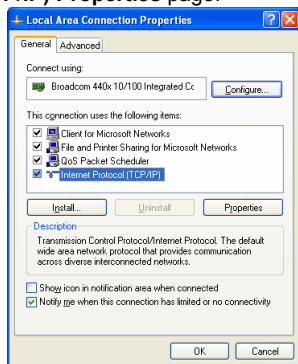 Properties page.
Local Area Connection Properties
General Advanced
Connect using:
Broadcom 440x 10/100 Integrated Cc
Configure...
This connection uses the following items:
Client for Microsoft Networks
File and Printer Sharing for Microsoft Networks
QoS Packet Scheduler
Internet Protocol (TCP/IP)
Install... Uninstall Properties
Description
Transmission Control Protocol/Internet Protocol. The default
wide area network protocol that provides communication
across diverse interconnected networks.
Show icon in notification area when connected
Notify me when this connection has limited or no connectivity
OK Cancel